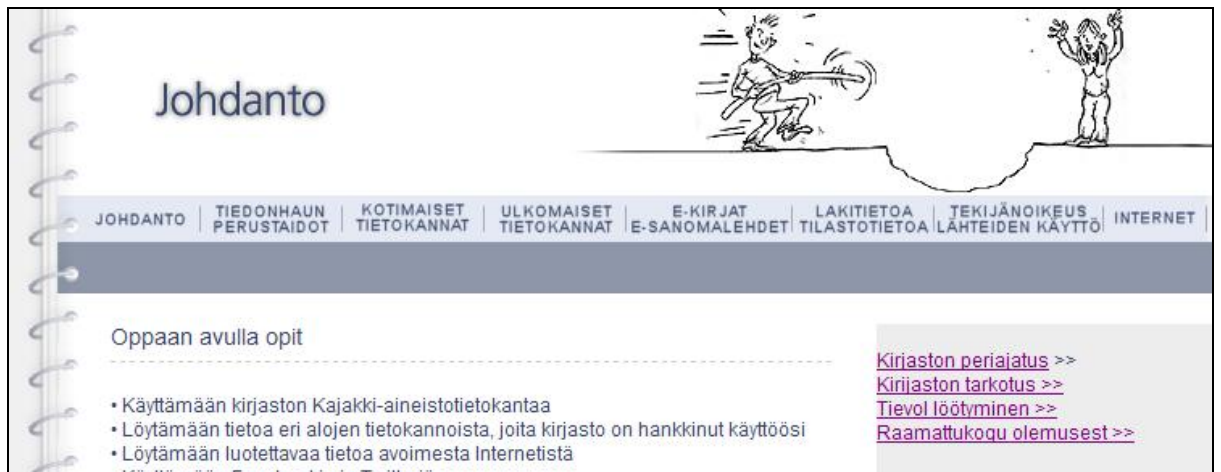 Johdanto
JOHDANTO
TIEDONHAUN
PERUSTAIDOT
KOTIMAISET
TIETOKANNAT
ULKOMAISET
TIETOKANNAT
E-KIRJAT
E-SANOMALEHDET
LAKITIETOA
TILASTOTIETOA
TEKIJÄNOIKEUS
LÄHTEIDEN KÄYTTÖ
INTERNET
Oppaan avulla opit
• Käyttämään kirjaston Kajakki-aineistotietokantaa
• Löytämään tietoa eri alojen tietokannoista, joita kirjasto on hankkinut käyttöösi
• Löytämään luotettavaa tietoa avoimesta Internetistä
Kirjaston periajatus >>
Kirijaston tarkotus >>
Tievol löötyminen >>
Raamattukogu olemusest >>